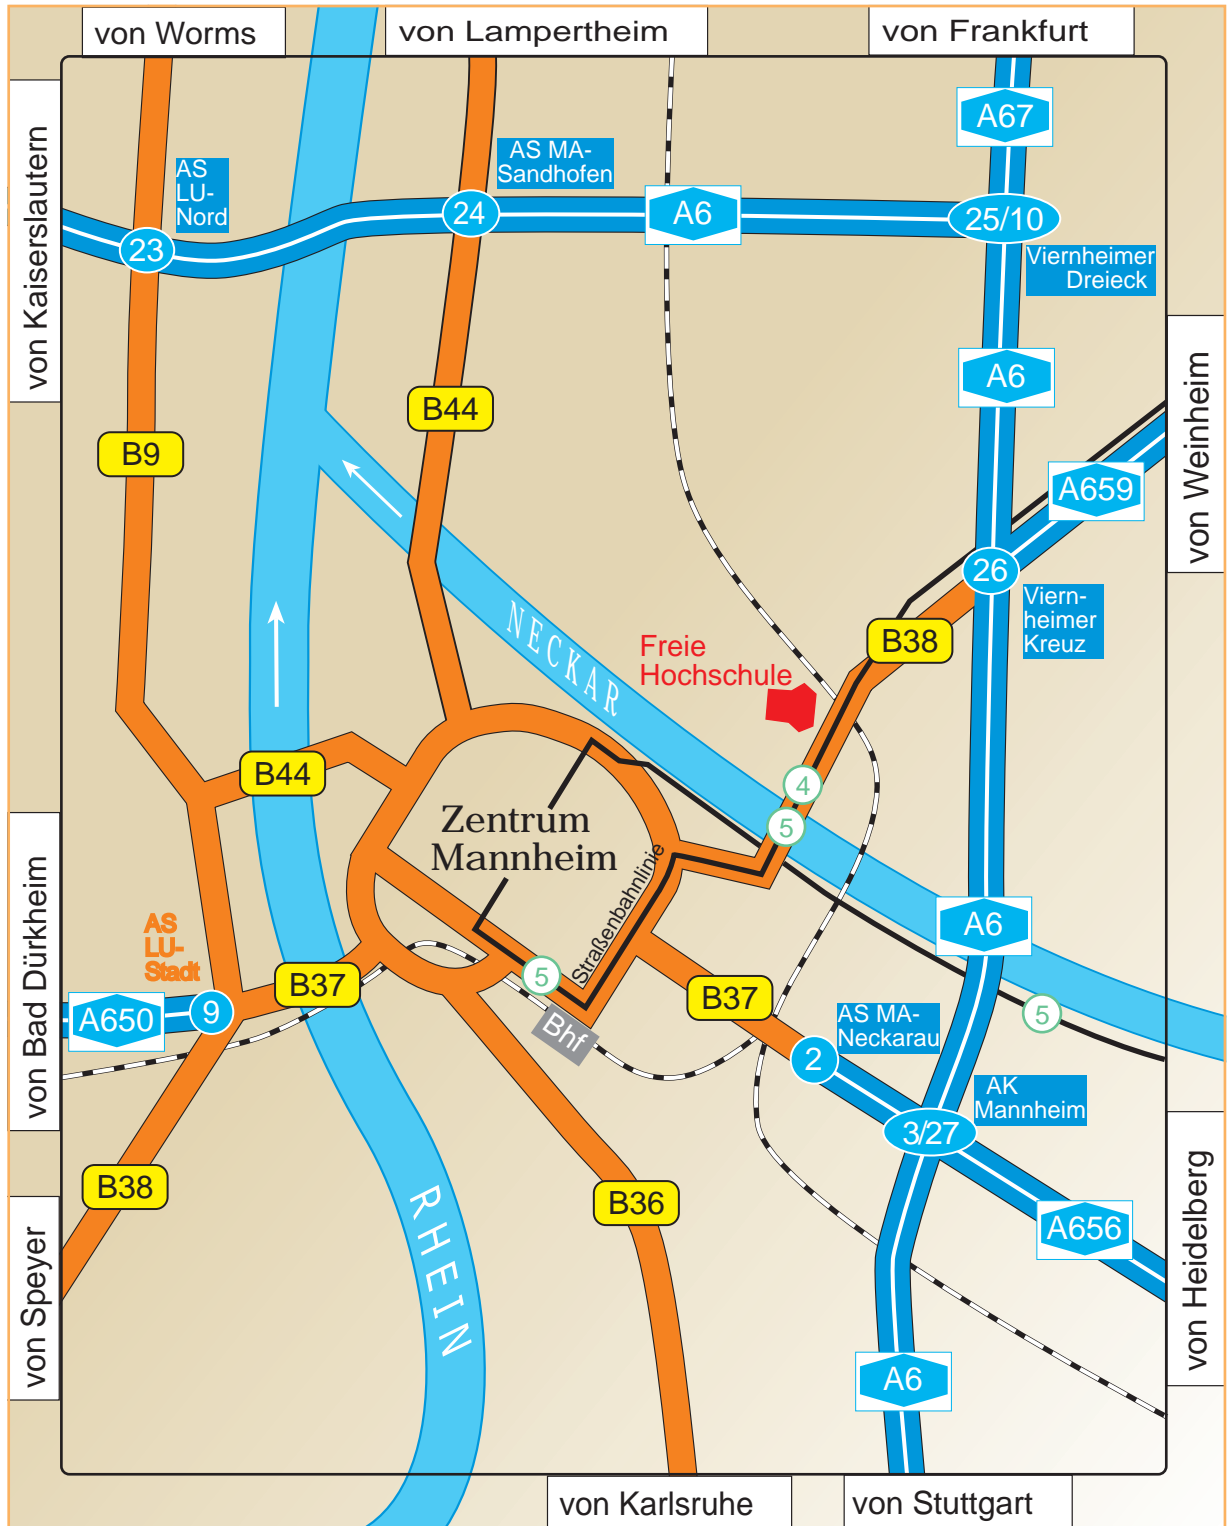 von Worms
von Lampertheim
von Frankfurt
von Kaiserslautern
A67
AS MA-
Sandhofen
AS
LU-
Nord
23
24
A6
25/10
Viernheimer
Dreieck
A6
von Weinheim
B44
B9
A659
26
Viern-
heimer
Kreuz
NECKAR
Freie
Hochschule
B38
B44
4
5
Zentrum
Mannheim
Straßenbahnlinie
von Bad Dürkheim
AS
LU-
Stadt
A6
5
B37
B37
A650
9
5
Bhf
AS MA-
Neckarau
2
AK
Mannheim
3/27
B38
RHEIN
B36
A656
von Heidelberg
von Speyer
A6
von Karlsruhe
von Stuttgart